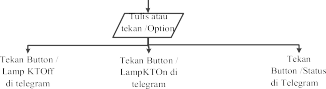 Tulis atau
tekan /Option
Tekan Button /
Lamp KTOff
di telegram
Tekan Button /
LampKTOn di
telegram
Tekan
Button /Status
di Telegram